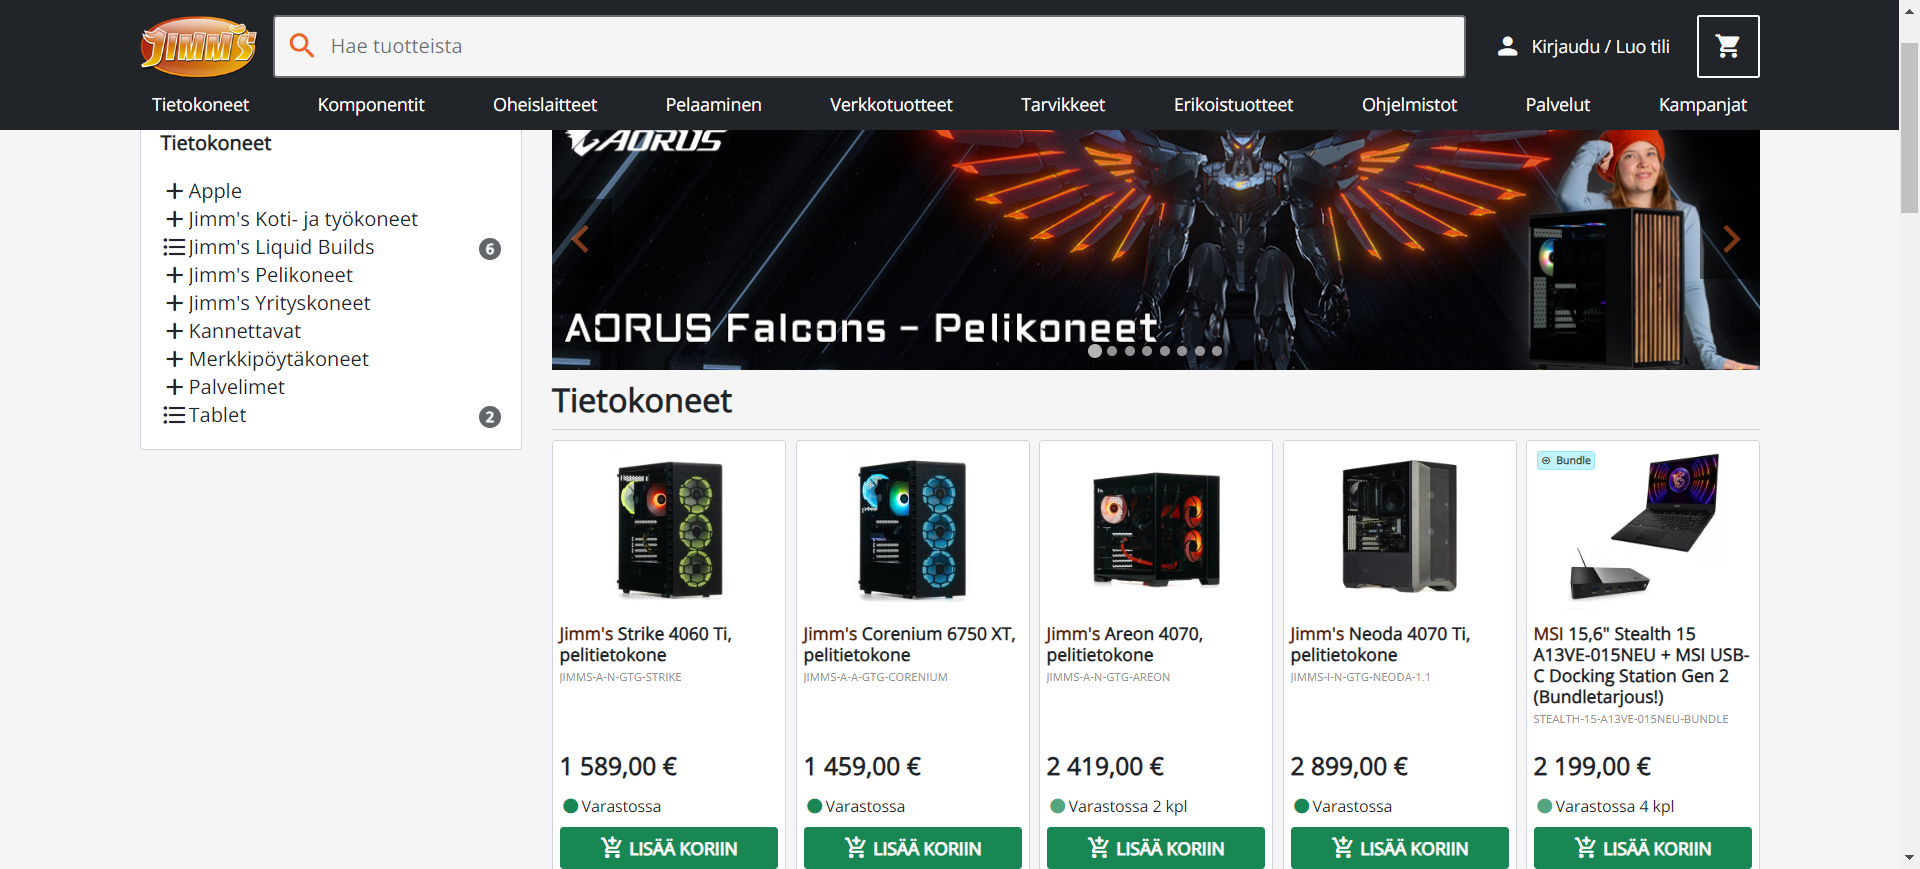 JIMM'S
Hae tuotteista
Kirjaudu / Luo tili
Tietokoneet
Komponentit
Oheislaitteet
Pelaaminen
Verkkotuotteet
Tarvikkeet
Erikoistuotteet
Ohjelmistot
Palvelut
Kampanjat
Tietokoneet
Apple
Jimm's Koti- ja työkoneet
Jimm's Liquid Builds
6
Jimm's Pelikoneet
Jimm's Yrityskoneet
Kannettavat
Merkkipöytäkoneet
Palvelimet
Tablet
2
AORUS
AORUS Falcons – Pelikoneet
Tietokoneet
Jimm's Strike 4060 Ti,
pelitietokone
JIMMS-A-N-GTG-STRIKE
1 589,00 €
Varastossa
LISÄÄ KORIIN
Jimm's Corenium 6750 XT,
pelitietokone
JIMMS-A-A-GTG-CORENIUM
1 459,00 €
Varastossa
LISÄÄ KORIIN
Jimm's Areon 4070,
pelitietokone
JIMMS-A-N-GTG-AREON
2 419,00 €
Varastossa 2 kpl
LISÄÄ KORIIN
Jimm's Neoda 4070 Ti,
pelitietokone
JIMMS-I-N-GTG-NEODA-1.1
2 899,00 €
Varastossa
LISÄÄ KORIIN
Bundle
MSI 15,6" Stealth 15
A13VE-015NEU + MSI USB-
C Docking Station Gen 2
(Bundletarjous!)
STEALTH-15-A13VE-015NEU-BUNDLE
2 199,00 €
Varastossa 4 kpl
LISÄÄ KORIIN